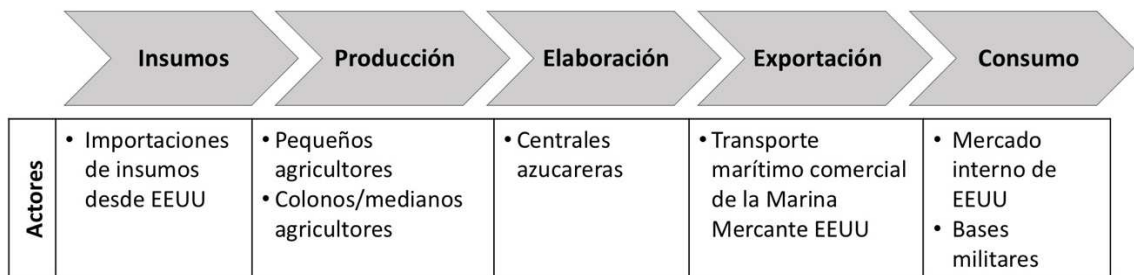 Insumos
Producción
Elaboración
Exportación
Consumo
Actores
• Importaciones
de insumos
desde EEUU
• Pequeños
agricultores
• Colonos/medianos
agricultores
• Centrales
azucareras
• Transporte
marítimo comercial
de la Marina
Mercante EEUU
• Mercado
interno de
EEUU
• Bases
militares